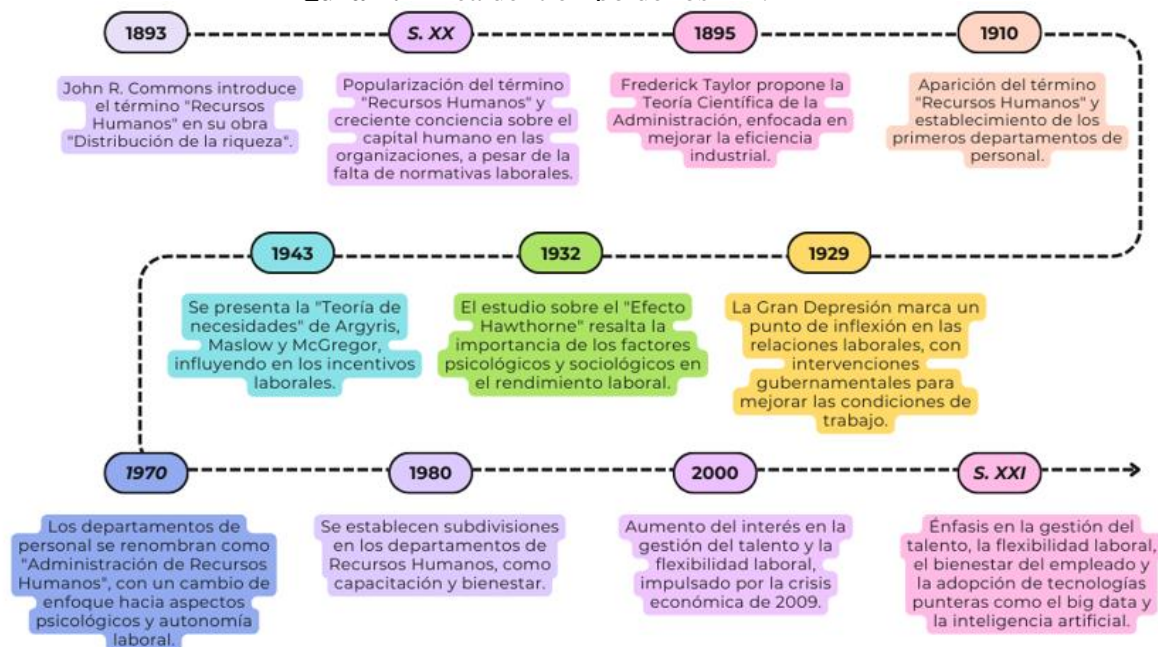 1893
S. XX
1895
1910
John R. Commons introduce
el término "Recursos
Humanos" en su obra
"Distribución de la riqueza".
Popularización del término
"Recursos Humanos" y
creciente conciencia sobre el
capital humano en las
organizaciones, a pesar de la
falta de normativas laborales.
Frederick Taylor propone la
Teoría Científica de la
Administración, enfocada en
mejorar la eficiencia
industrial.
Aparición del término
"Recursos Humanos" y
establecimiento de los
primeros departamentos de
personal.
1943
1932
1929
Se presenta la "Teoría de
necesidades" de Argyris,
Maslow y McGregor,
influyendo en los incentivos
laborales.
El estudio sobre el "Efecto
Hawthorne" resalta la
importancia de los factores
psicológicos y sociológicos en
el rendimiento laboral.
La Gran Depresión marca un
punto de inflexión en las
relaciones laborales, con
intervenciones
gubernamentales para
mejorar las condiciones de
trabajo.
1970
1980
2000
S. XXI
Los departamentos de
personal se renombran como
"Administración de Recursos
Humanos", con un cambio de
enfoque hacia aspectos
psicológicos y autonomía
laboral.
Se establecen subdivisiones
en los departamentos de
Recursos Humanos, como
capacitación y bienestar.
Aumento del interés en la
gestión del talento y la
flexibilidad laboral,
impulsado por la crisis
económica de 2009.
Énfasis en la gestión del
talento, la flexibilidad laboral,
el bienestar del empleado y
la adopción de tecnologías
punteras como el big data y
la inteligencia artificial.